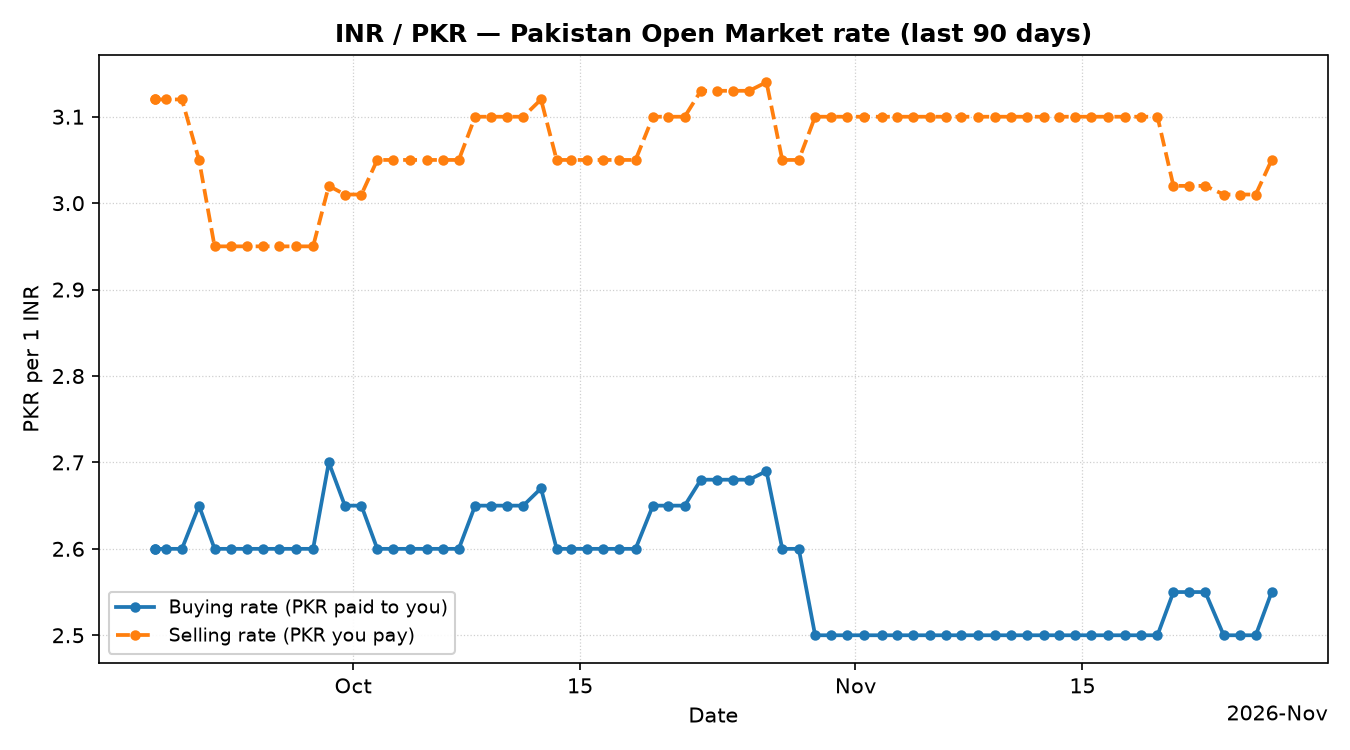 INR / PKR — Pakistan Open Market rate (last 90 days)
PKR per 1 INR
3.1
3.0
2.9
2.8
2.7
2.6
2.5
Buying rate (PKR paid to you)
Selling rate (PKR you pay)
Oct
15
Nov
15
Date
2026-Nov